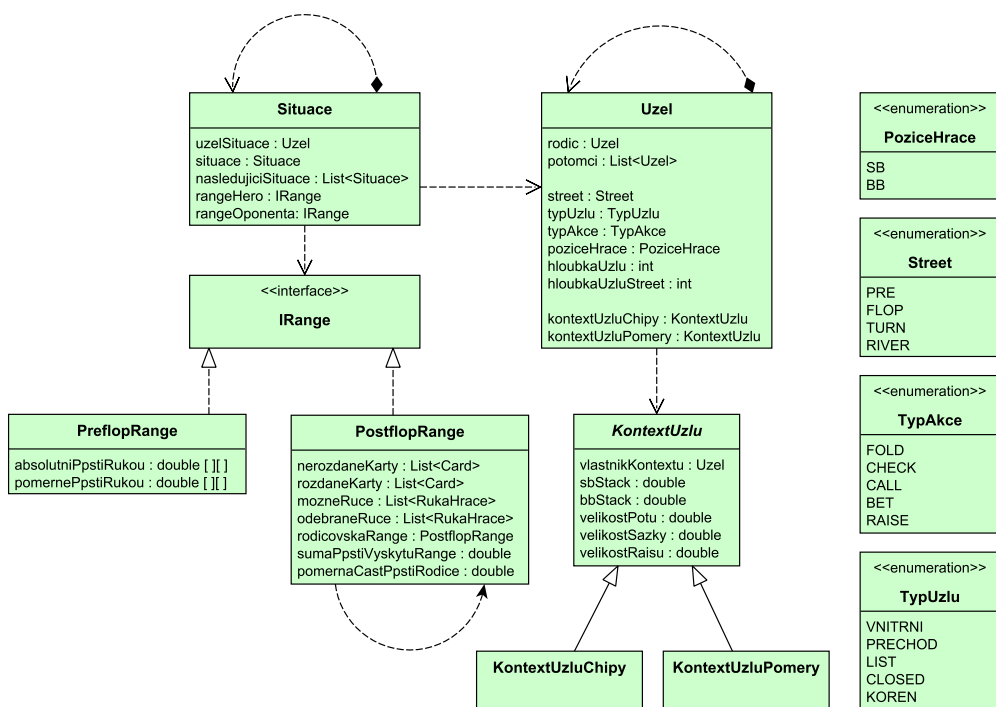 Situace
uzelSituace : Uzel
situace : Situace
nasledujiciSituace : List<Situace>
rangeHero : IRange
rangeOponenta: IRange
Uzel
rodic : Uzel
potomci : List<Uzel>
street : Street
typUzlu : TypUzlu
typAkce : TypAkce
poziceHrace : PoziceHrace
hloubkaUzlu : int
hloubkaUzluStreet : int
kontextUzluChipy : KontextUzlu
kontextUzluPomery : KontextUzlu
<<enumeration>>
PoziceHrace
SB
BB
<<enumeration>>
Street
PRE
FLOP
TURN
RIVER
<<interface>>
IRange
PreflopRange
absolutniPpstiRukou : double [ ][ ]
pomernePpstiRukou : double [ ][ ]
PostflopRange
nerozdaneKarty : List<Card>
rozdaneKarty : List<Card>
mozneRuce : List<RukaHrace>
odebraneRuce : List<RukaHrace>
rodicovskaRange : PostflopRange
sumaPpstiVyskytuRange : double
pomernaCastPpstiRodice : double
KontextUzlu
vlastnikKontextu : Uzel
sbStack : double
bbStack : double
velikostPotu : double
velikostSazky : double
velikostRaisu : double
<<enumeration>>
TypAkce
FOLD
CHECK
CALL
BET
RAISE
<<enumeration>>
TypUzlu
VNITRNI
PRECHOD
LIST
CLOSED
KOREN
KontextUzluChipy
KontextUzluPomery